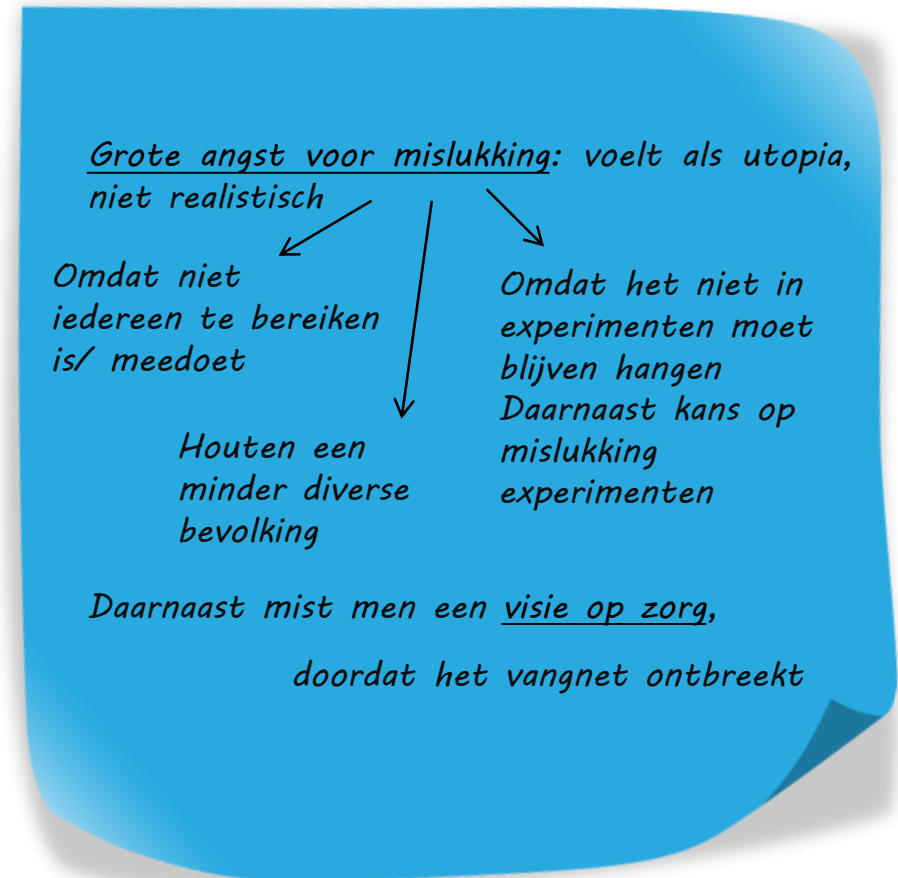 Grote angst voor mislukking: voelt als utopia,
niet realistisch
Omdat niet
iedereen te bereiken
is/ meedoet
Houten een
minder diverse
bevolking
Omdat het niet in
experimenten moet
blijven hangen
Daarnaast kans op
mislukking
experimenten
Daarnaast mist men een visie op zorg,
doordat het vangnet ontbreekt